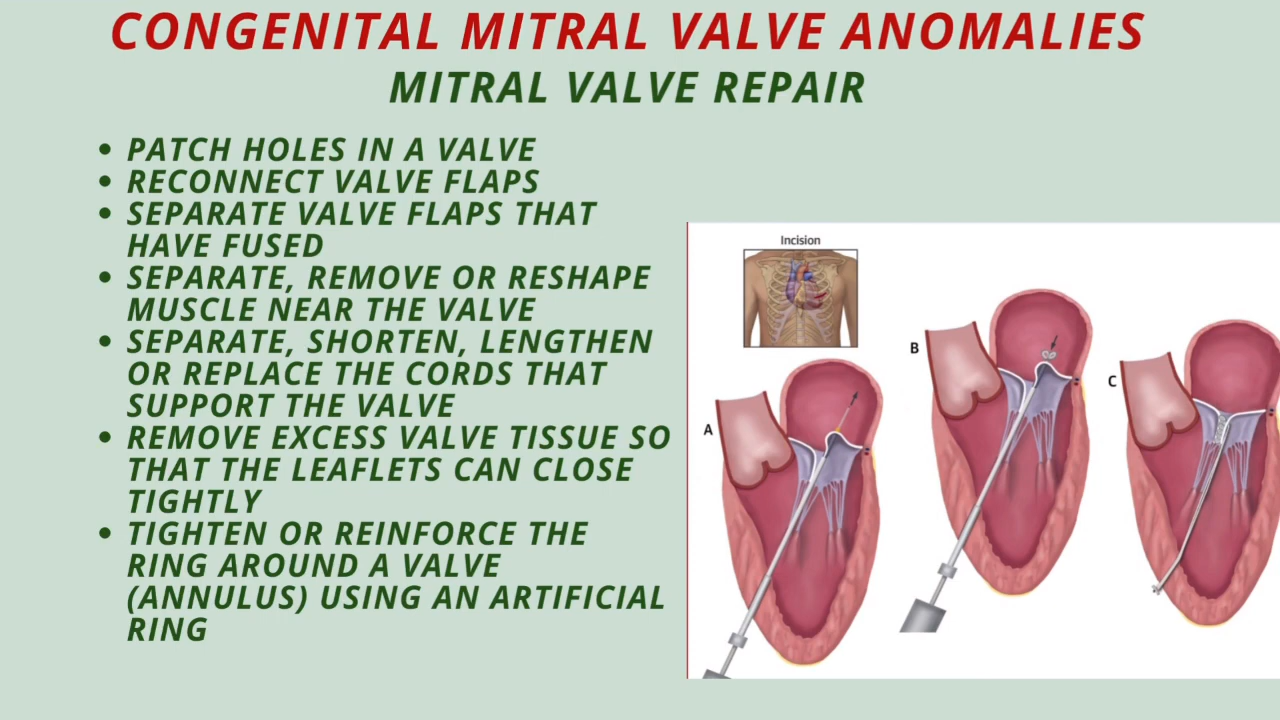 CONGENITAL MITRAL VALVE ANOMALIES
MITRAL VALVE REPAIR
• PATCH HOLES IN A VALVE
• RECONNECT VALVE FLAPS
• SEPARATE VALVE FLAPS THAT
HAVE FUSED
• SEPARATE, REMOVE OR RESHAPE
MUSCLE NEAR THE VALVE
• SEPARATE, SHORTEN, LENGTHEN
OR REPLACE THE CORDS THAT
SUPPORT THE VALVE
• REMOVE EXCESS VALVE TISSUE SO
THAT THE LEAFLETS CAN CLOSE
TIGHTLY
• TIGHTEN OR REINFORCE THE
RING AROUND A VALVE
(ANNULUS) USING AN ARTIFICIAL
RING
Incision
A
B
C